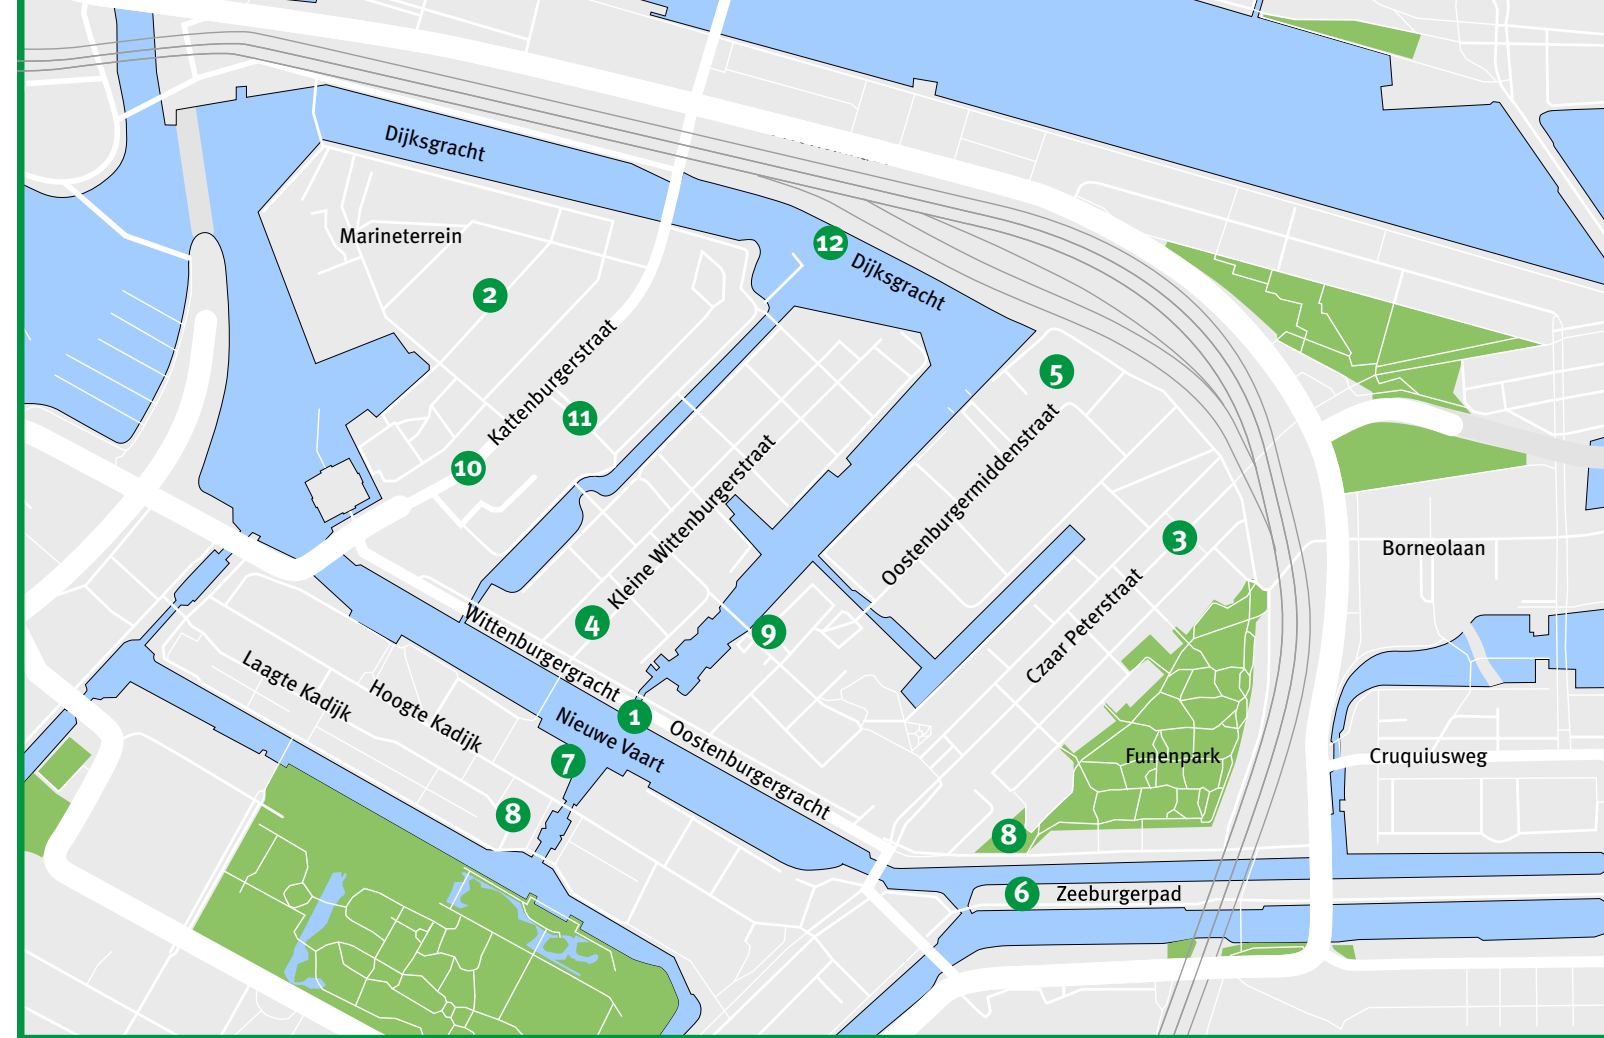 Dijksgracht
Marineterrein
12
Dijksgracht
2
Kattenburgerstraat
5
11
10
Kleine Wittenburgerstraat
Oostenburgermiddenstraat
3
Borneolaan
4
9
Czaar Peterstraat
Wittenburgergracht
Laagte Kadijk
Hoogte Kadijk
1
Nieuwe Vaart
Oostenburgergracht
7
Funenpark
Cruquiusweg
8
8
6
Zeeburgerpad